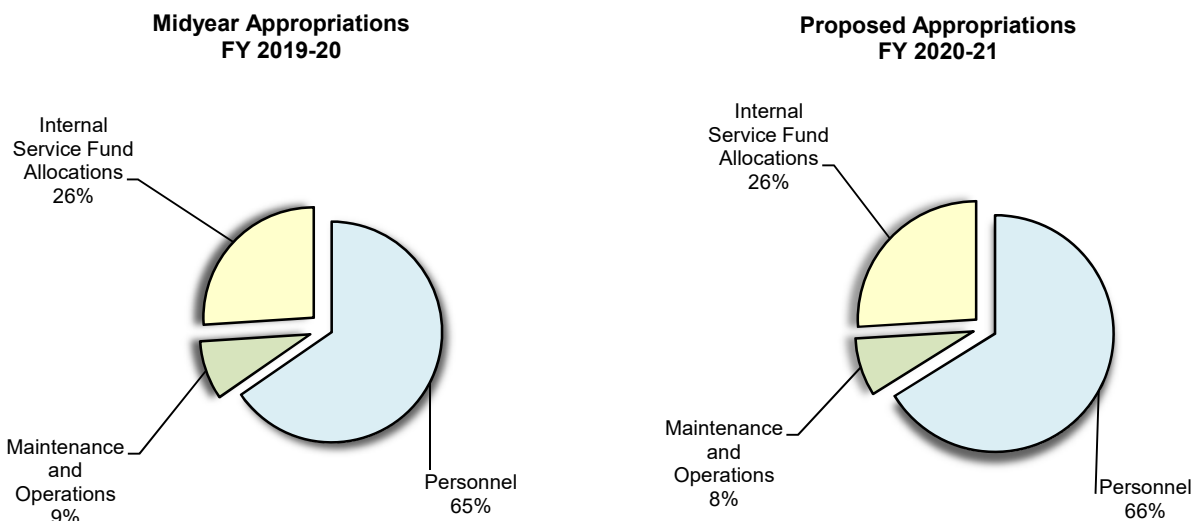 Midyear Appropriations
FY 2019-20
Internal
Service Fund
Allocations
26%
Maintenance
and
Operations
9%
Personnel
65%
Proposed Appropriations
FY 2020-21
Internal
Service Fund
Allocations
26%
Maintenance
and
Operations
8%
Personnel
66%